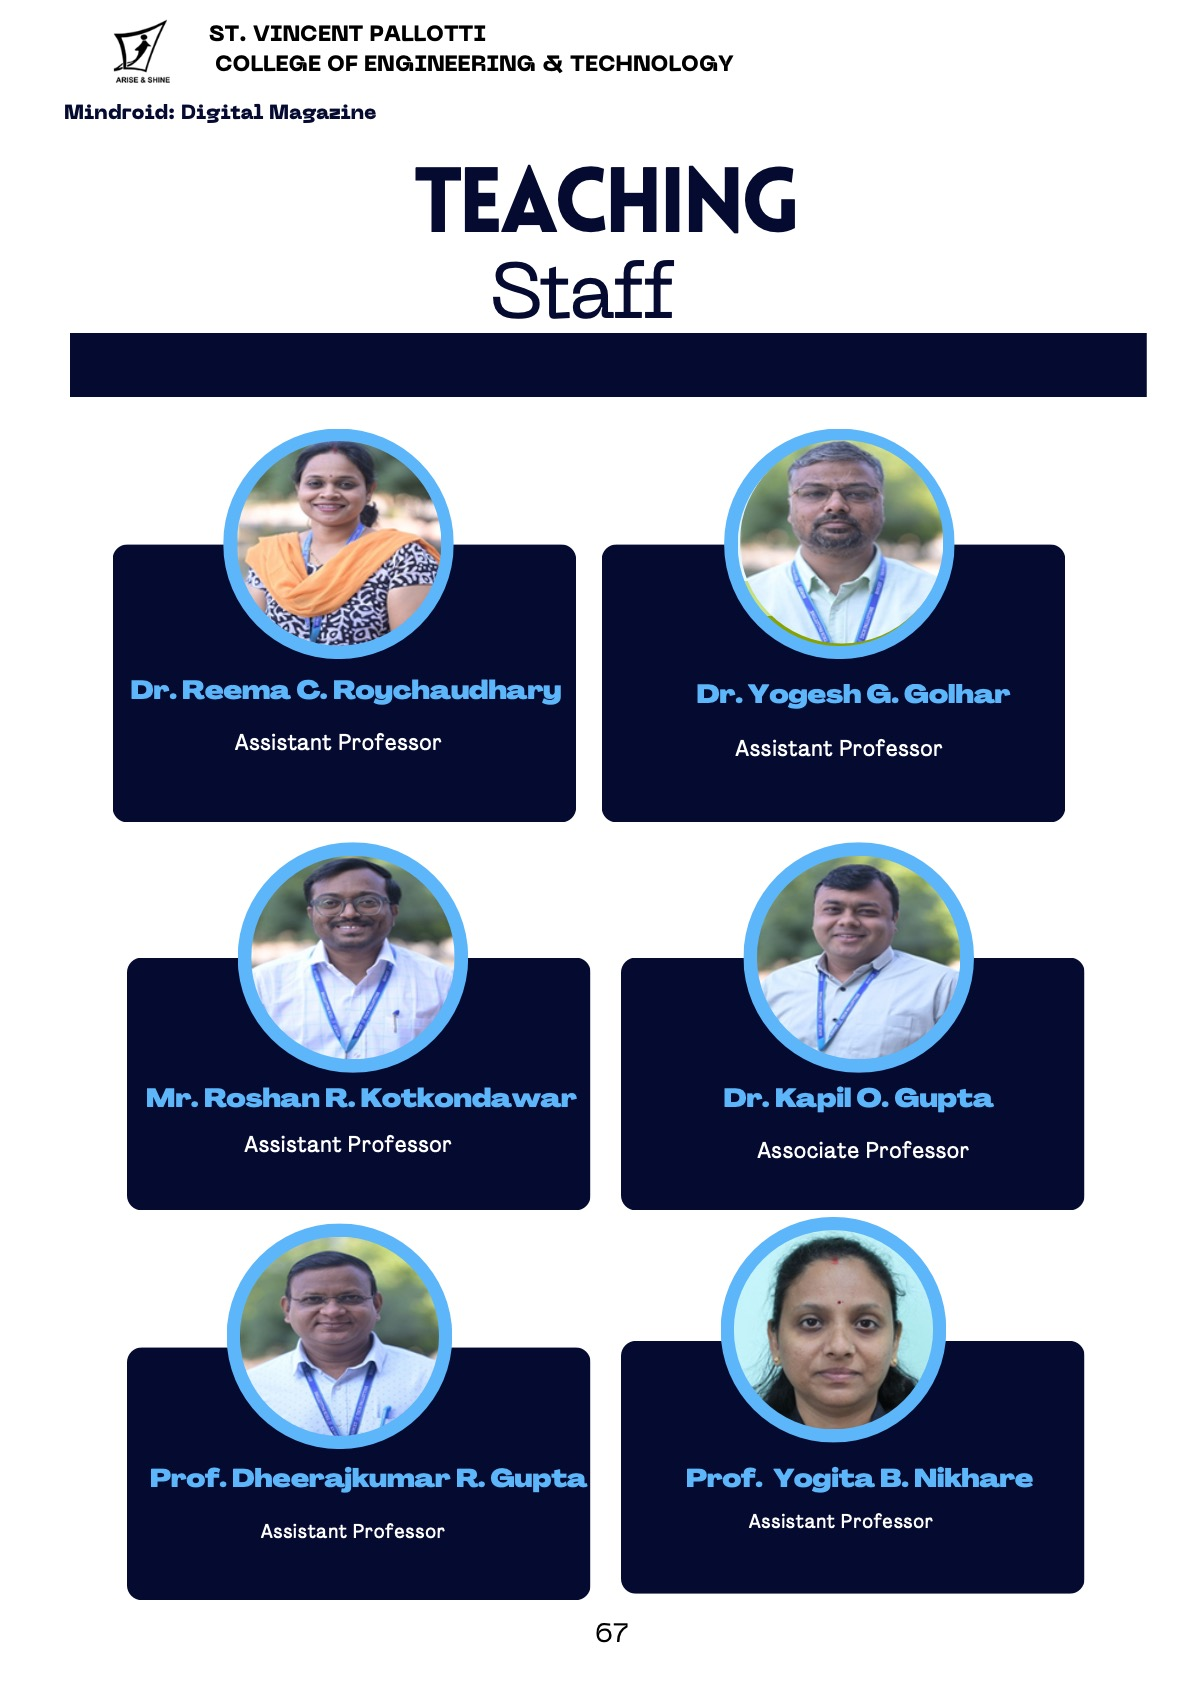 ARISE & SHINE
ST. VINCENT PALLOTTI
COLLEGE OF ENGINEERING & TECHNOLOGY
Mindroid: Digital Magazine
TEACHING
Staff
Dr. Reema C. Roychaudhary
Assistant Professor
Dr. Yogesh G. Golhar
Assistant Professor
Mr. Roshan R. Kotkondawar
Assistant Professor
Dr. Kapil O. Gupta
Associate Professor
Prof. Dheerajkumar R. Gupta
Assistant Professor
Prof. Yogita B. Nikhare
Assistant Professor
67